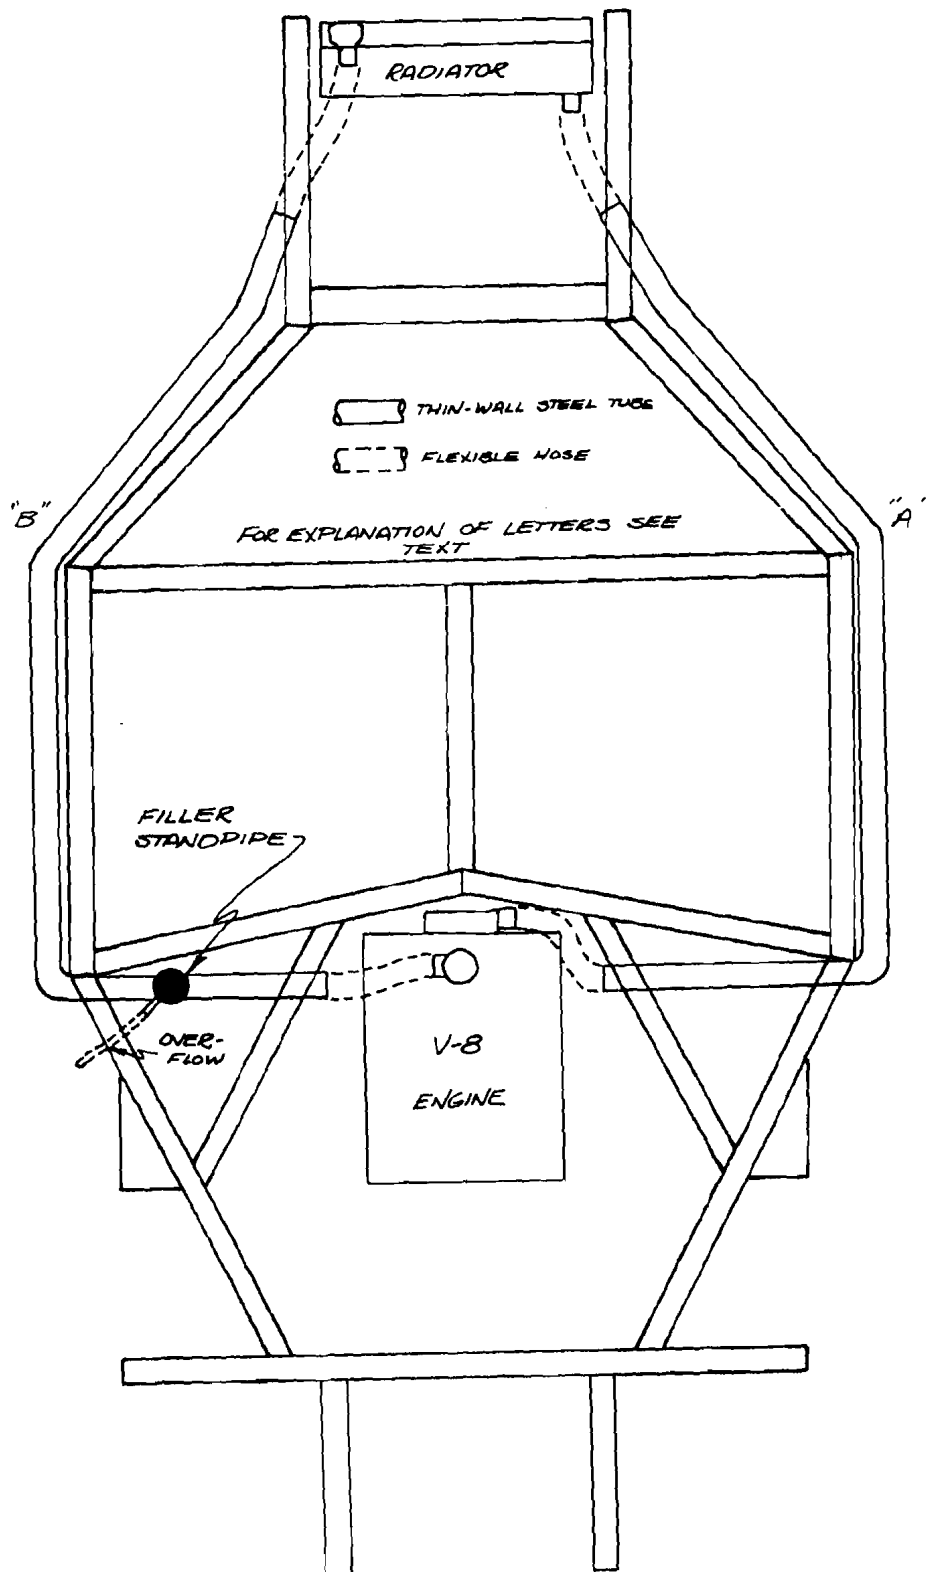 RADIATOR
THIN-WALL STEEL TUBE
FLEXIBLE HOSE
"B"
"A"
FOR EXPLANATION OF LETTERS SEE
TEXT
FILLER
STANDPIPE
OVER-
FLOW
V-8
ENGINE